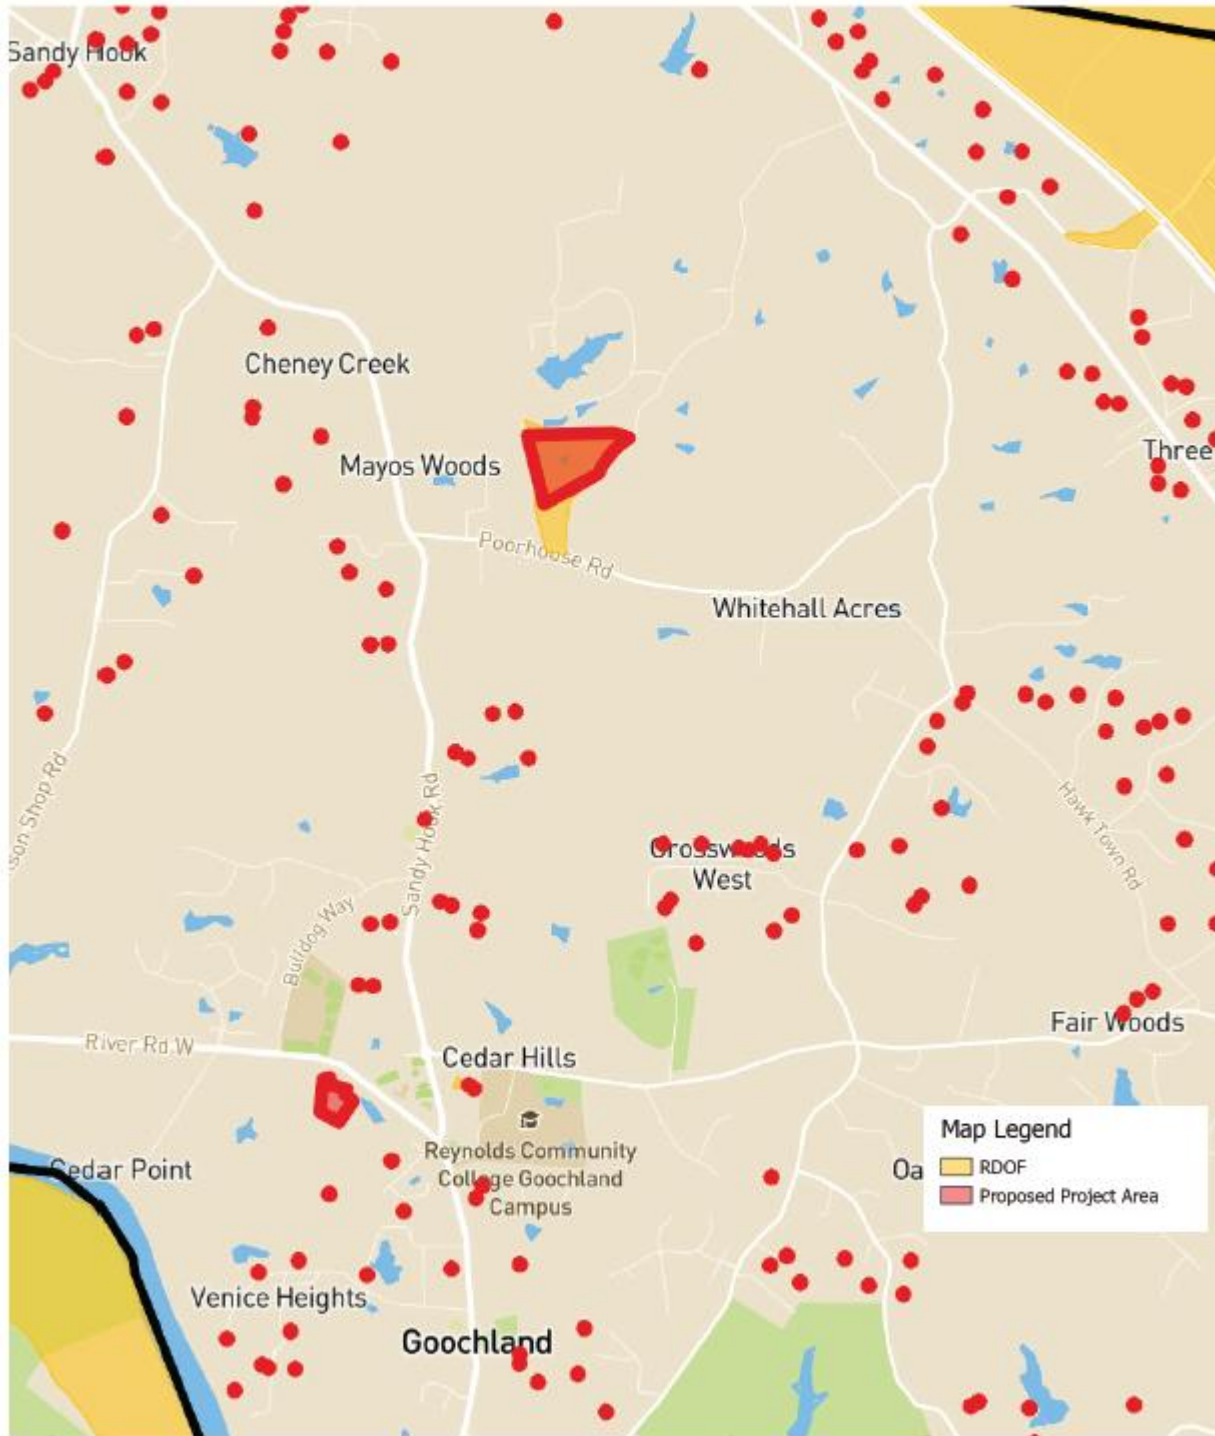 Sandy Hook
Cheney Creek
Mayos Woods
Three
Poorhouse Rd
Whitehall Acres
son Shop Rd
Sandy Hook Rd
Hawk Town Rd
Crosswoods
West
Bulldog Way
River Rd W
Cedar Hills
Fair Woods
Reynolds Community
College Goochland
Campus
Cedar Point
Oa
Map Legend
RDOF
Proposed Project Area
Venice Heights
Goochland